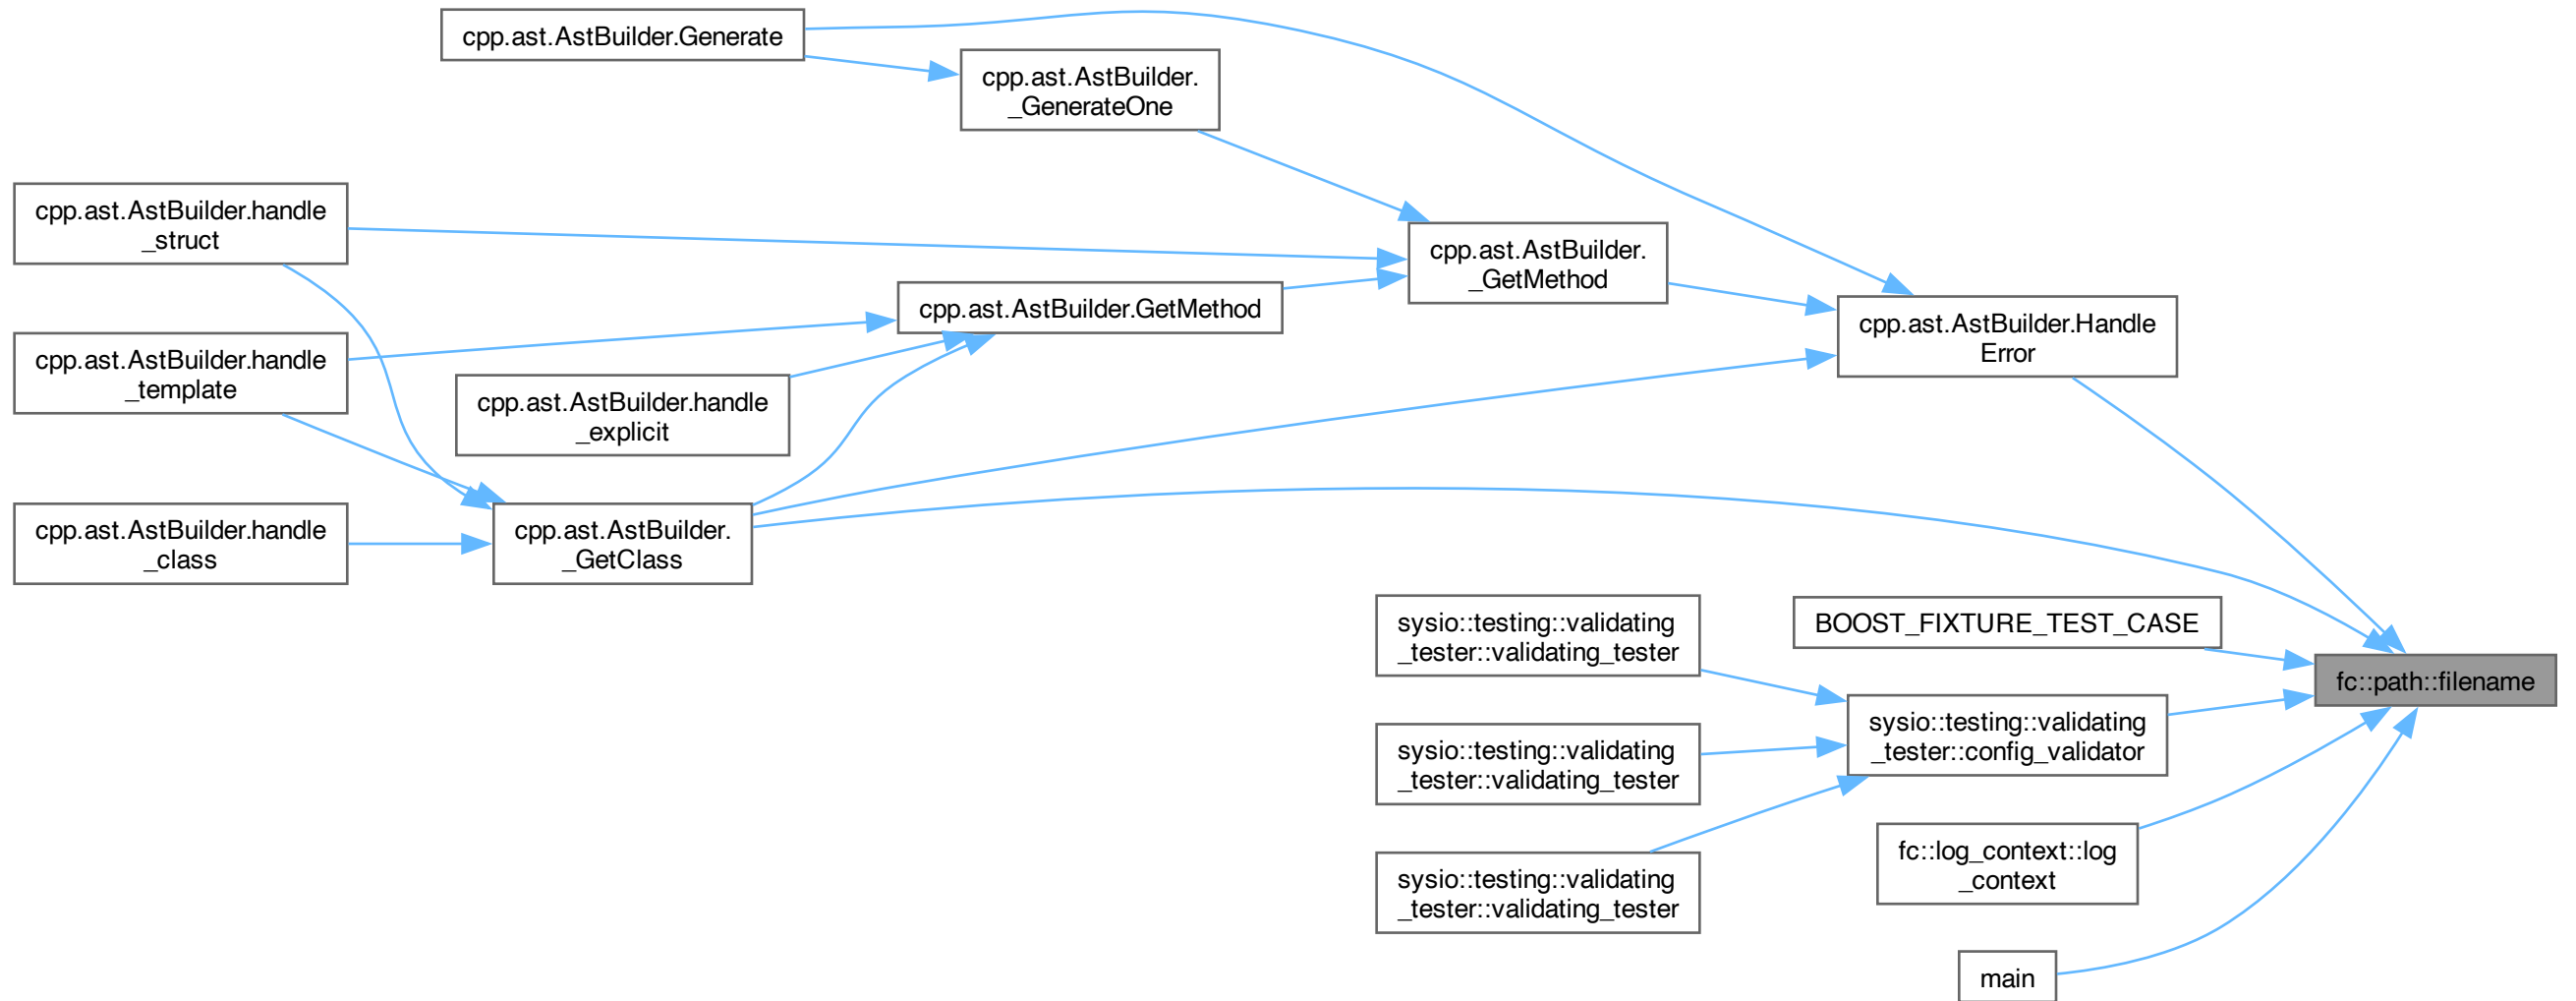 cpp.ast.AstBuilder.Generate
cpp.ast.AstBuilder.
_GenerateOne
cpp.ast.AstBuilder.handle
_struct
cpp.ast.AstBuilder.
_GetMethod
cpp.ast.AstBuilder.GetMethod
cpp.ast.AstBuilder.Handle
Error
cpp.ast.AstBuilder.handle
_template
cpp.ast.AstBuilder.handle
_explicit
cpp.ast.AstBuilder.handle
_class
cpp.ast.AstBuilder.
_GetClass
sysio::testing::validating
_tester::validating_tester
BOOST_FIXTURE_TEST_CASE
fc::path::filename
sysio::testing::validating
_tester::config_validator
sysio::testing::validating
_tester::validating_tester
fc::log_context::log
_context
sysio::testing::validating
_tester::validating_tester
main